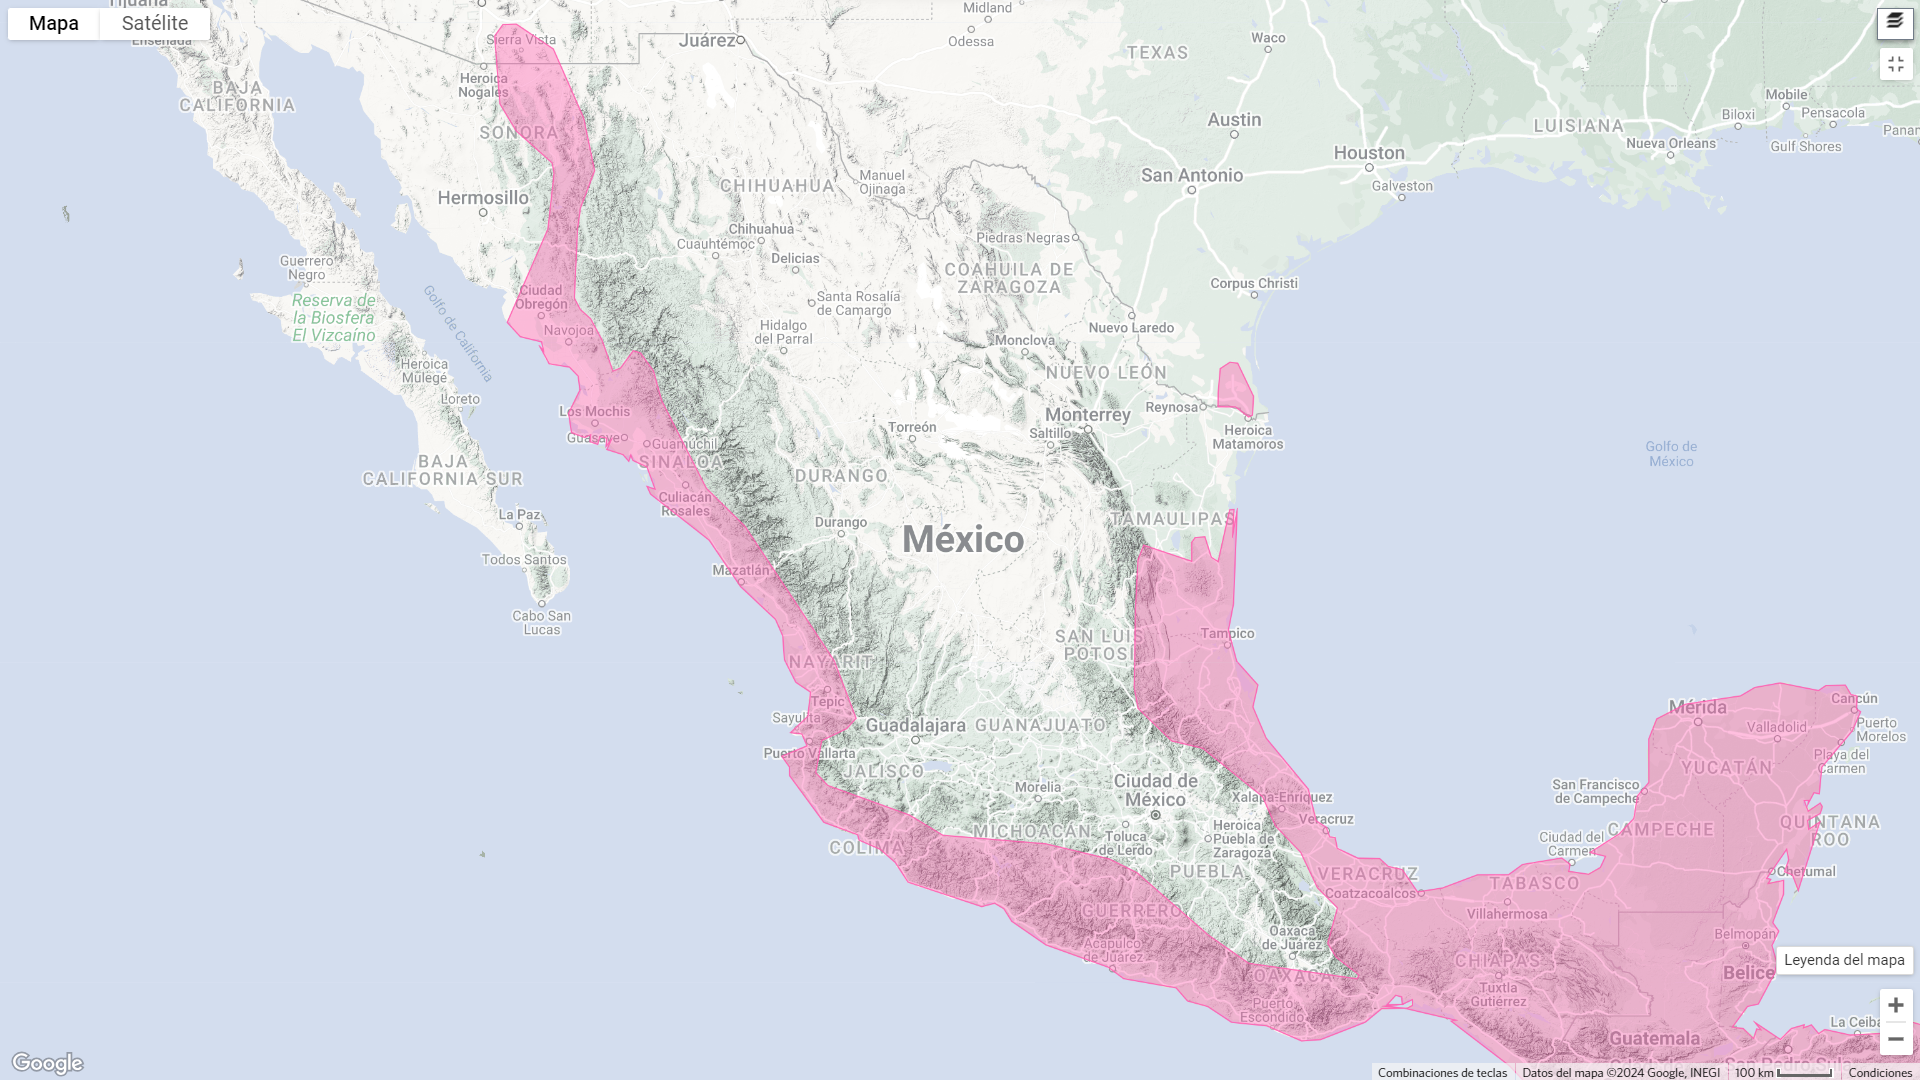 Tijuana
Mapa
Satélite
Ensenada
Sierra Vista
Juárez
Midland
Odessa
TEXAS
Waco
BAJA
CALIFORNIA
Heroica
Nogales
SONORA
Hermosillo
Austin
Houston
San Antonio
Galveston
LUISIANA
Mobile
Biloxi
Pensacola
Nueva Orleans
Gulf Shores
CHIHUAHUA
Manuel
Ojinaga
Chihuahua
Cuauhtémoc
Delicias
Piedras Negras
COAHUILA DE
ZARAGOZA
Corpus Christi
Guerrero
Negro
Reserva de
la Biosfera
El Vizcaíno
Golfo de California
Ciudad
Obregón
Navojoa
Santa Rosalía
de Camargo
Hidalgo
del Parral
Nuevo Laredo
Monclova
Heroica
Mulegé
Loreto
NUEVO LEÓN
Los Mochis
Guasave
Guamúchil
SINALOA
Torreón
Monterrey
Saltillo
Reynosa
Heroica
Matamoros
Golfo de
México
BAJA
CALIFORNIA SUR
DURANGO
Culiacán
Rosales
La Paz
Durango
TAMAULIPAS
México
Todos Santos
Mazatlán
Cabo San
Lucas
SAN LUIS
POTOSÍ
Tampico
NAYARIT
Tepic
Sayulita
Guadalajara
GUANAJUATO
Puerto Vallarta
JALISCO
Morelia
Ciudad de
México
Xalapa-Enríquez
Veracruz
COLIMA
MICHOACÁN
Toluca
de Lerdo
Heroica
Puebla de
Zaragoza
PUEBLA
VERACRUZ
Coatzacoalcos
GUERRERO
Acapulco
de Juárez
Oaxaca
de Juárez
OAXACA
Puerto
Escondido
Mérida
Cancún
Valladolid
Puerto
Morelos
Playa del
Carmen
YUCATÁN
San Francisco
de Campeche
Ciudad del
Carmen
CAMPECHE
QUINTANA
ROO
Chetumal
TABASCO
Villahermosa
Belmopán
Belice
CHIAPAS
Tuxtla
Gutiérrez
Guatemala
San Pedro Sula
La Ceiba
Leyenda del mapa
Google
Combinaciones de teclas
Datos del mapa ©2024 Google, INEGI
100 km
Condiciones